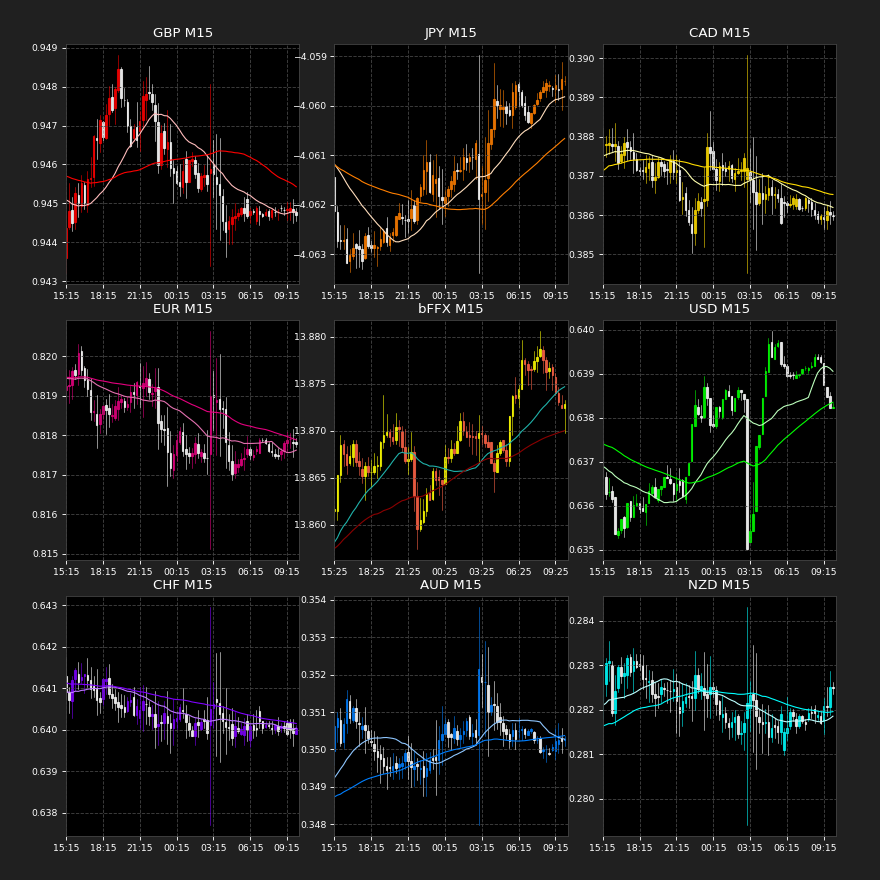 GBP M15
0.949
0.948
0.947
0.946
0.945
0.944
0.943
15:15 18:15 21:15 00:15 03:15 06:15 09:15
JPY M15
−4.059
−4.060
−4.061
−4.062
−4.063
15:15 18:15 21:15 00:15 03:15 06:15 09:15
CAD M15
0.390
0.389
0.388
0.387
0.386
0.385
15:15 18:15 21:15 00:15 03:15 06:15 09:15
EUR M15
0.820
0.819
0.818
0.817
0.816
0.815
15:15 18:15 21:15 00:15 03:15 06:15 09:15
bFFX M15
13.880
13.875
13.870
13.865
13.860
15:25 18:25 21:25 00:25 03:25 06:25 09:25
USD M15
0.640
0.639
0.638
0.637
0.636
0.635
15:15 18:15 21:15 00:15 03:15 06:15 09:15
CHF M15
0.643
0.642
0.641
0.640
0.639
0.638
15:15 18:15 21:15 00:15 03:15 06:15 09:15
AUD M15
0.354
0.353
0.352
0.351
0.350
0.349
0.348
15:15 18:15 21:15 00:15 03:15 06:15 09:15
NZD M15
0.284
0.283
0.282
0.281
0.280
15:15 18:15 21:15 00:15 03:15 06:15 09:15